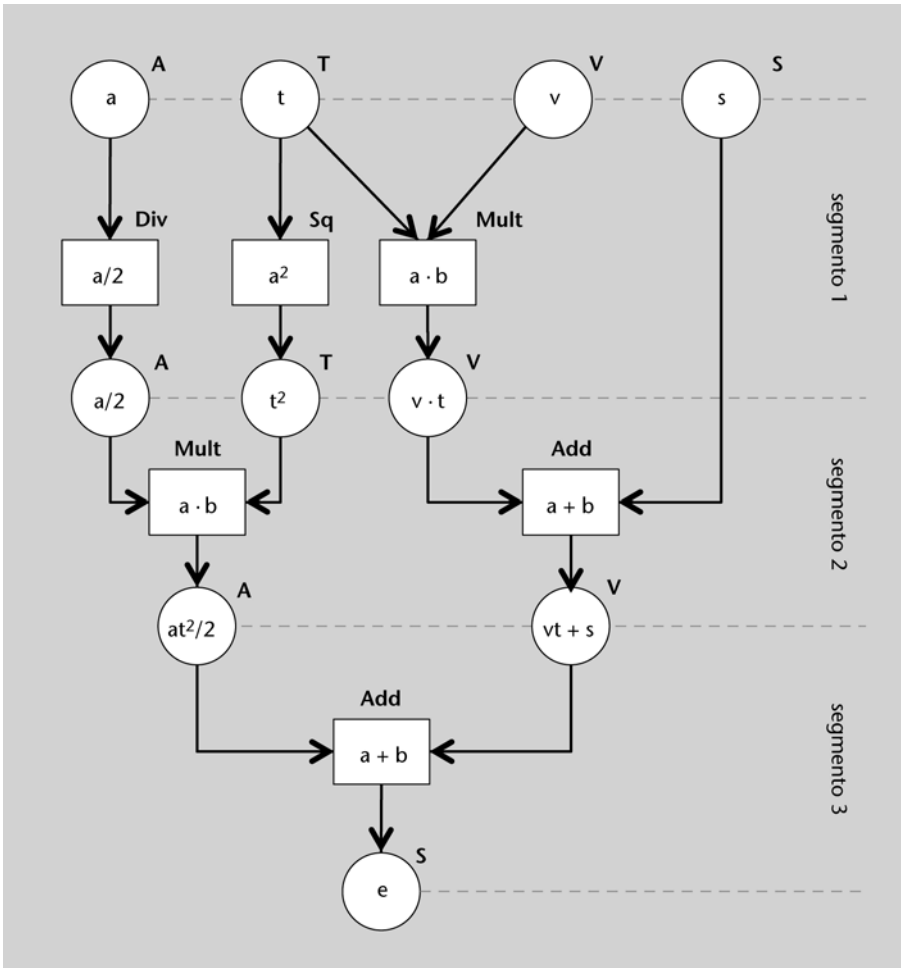 A T V S
a t v s
segmento 1
Div Sq Mult
a/2 a² a · b
A T V
a/2 t² v · t
segmento 2
Mult Add
a · b a + b
A V
at²/2 vt + s
segmento 3
Add
a + b
S
e